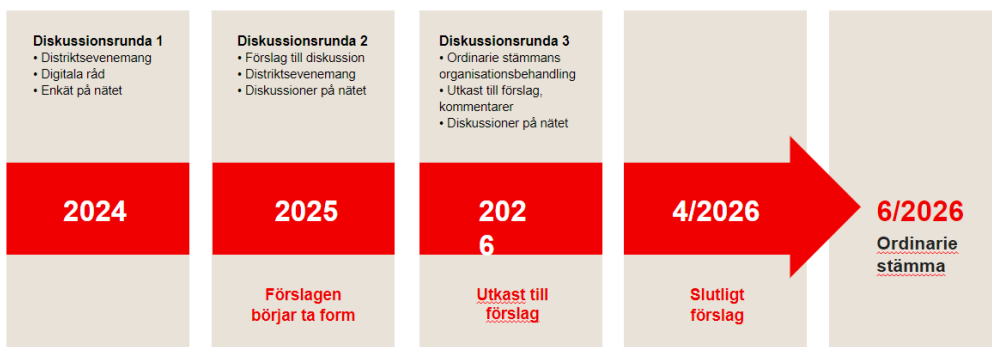 Diskussionsrunda 1
• Distriktsevenemang
• Digitala råd
• Enkät på nätet
2024
Diskussionsrunda 2
• Förslag till diskussion
• Distriktsevenemang
• Diskussioner på nätet
2025
Förslagen
börjar ta form
Diskussionsrunda 3
• Ordinarie stämmans
organisationsbehandling
• Utkast till förslag,
kommentarer
• Diskussioner på nätet
202
6
Utkast till
förslag
4/2026
Slutligt
förslag
6/2026
Ordinarie
stämma